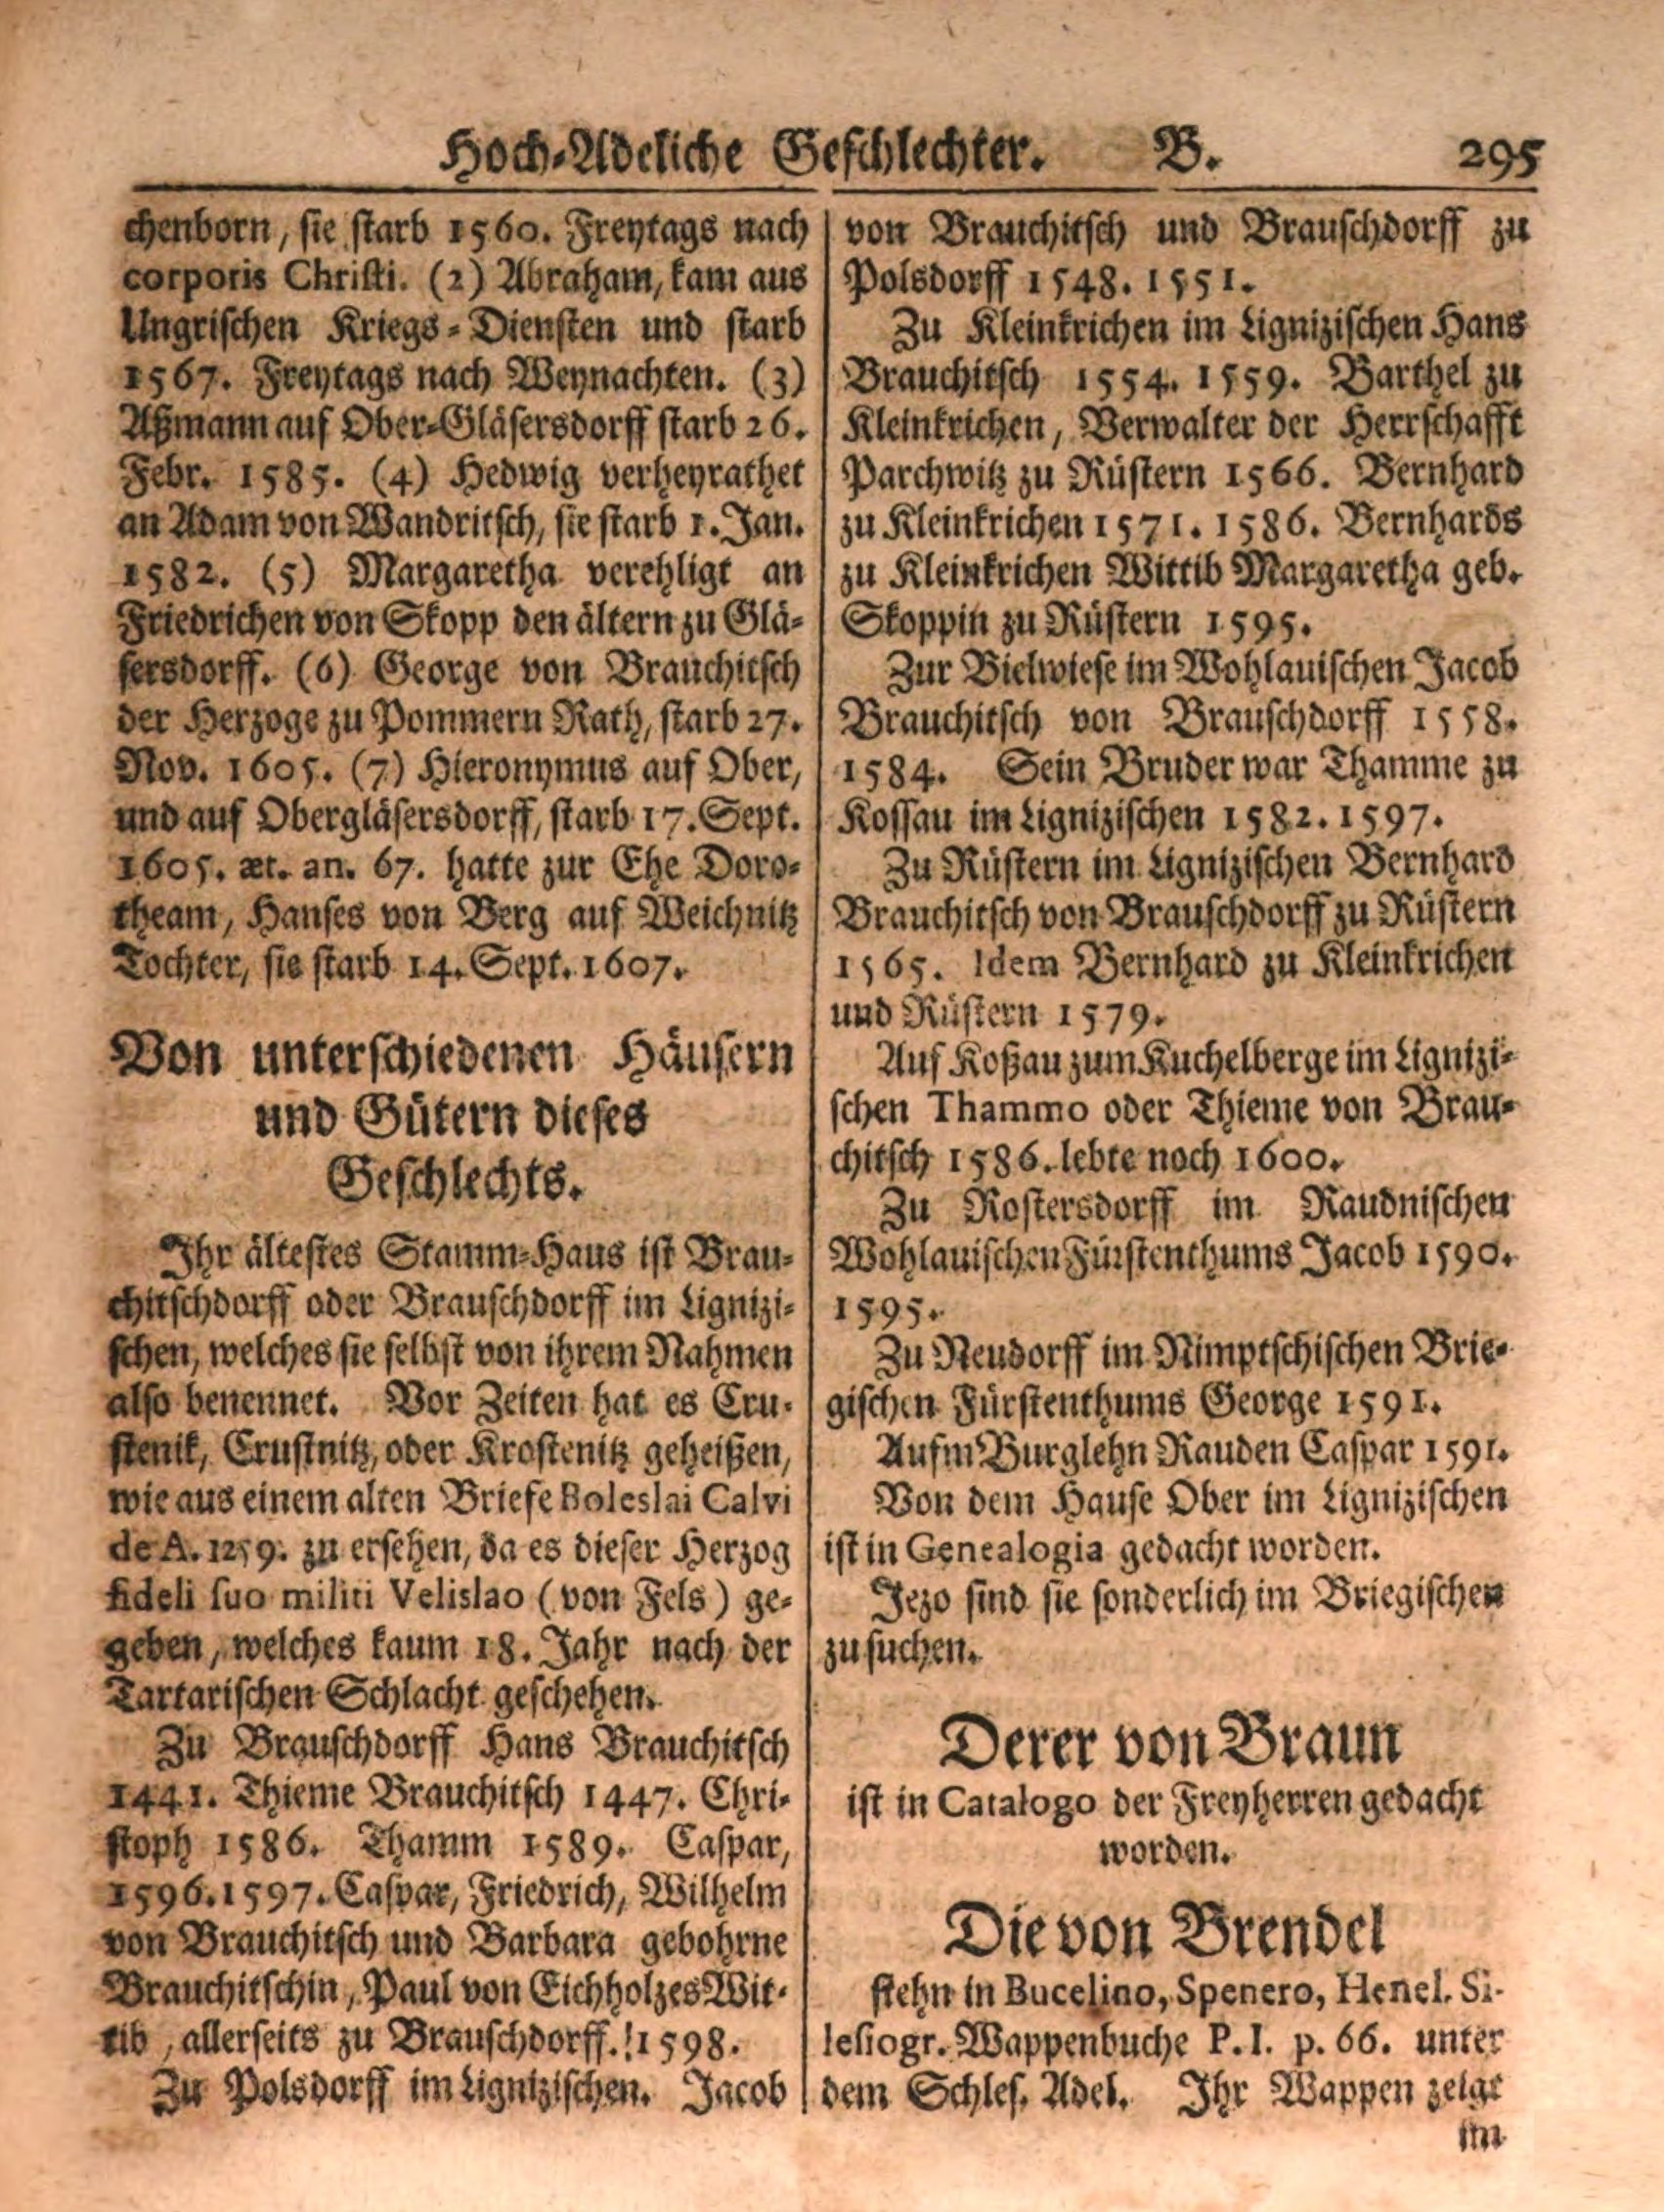 Hoch-Adeliche Geschlechter. B. 295
chenborn, sie starb 1560. Freytags nach
corporis Christi. (2) Abraham, kam aus
Ungrischen Kriegs-Diensten und starb
1567. Freytags nach Weynachten. (3)
Aßmann auf Ober-Gläsersdorff starb 26.
Febr. 1585. (4) Hedwig verheyrathet
an Adam von Wandritsch, sie starb 1. Jan.
1582. (5) Margaretha verehligt an
Friedrichen von Skopp den ältern zu Glä-
sersdorff. (6) George von Brauchitsch
der Herzoge zu Pommern Rath, starb 27.
Nov. 1605. (7) Hieronymus auf Ober,
und auf Obergläsersdorff, starb 17. Sept.
1605. æt. an. 67. hatte zur Ehe Doro-
theam, Hanses von Berg auf Weichnitz
Tochter, sie starb 14. Sept. 1607.
Von unterschiedenen Häusern
und Gütern dieses
Geschlechts.
Ihr ältestes Stamm-Haus ist Brau-
chitschdorff oder Brauschdorff im Lignizi-
schen, welches sie selbst von ihrem Nahmen
also benennet. Vor Zeiten hat es Cru-
stenik, Crustnitz, oder Krostenitz geheißen,
wie aus einem alten Briefe Boleslai Calvi
de A. 1259. zu ersehen, da es dieser Herzog
fideli suo militi Velislao (von Fels) ge-
geben, welches kaum 18. Jahr nach der
Tartarischen Schlacht geschehen.
Zu Brauschdorff Hans Brauchitsch
1441. Thieme Brauchitsch 1447. Chri-
stoph 1586. Thamm 1589. Caspar,
1596. 1597. Caspar, Friedrich, Wilhelm
von Brauchitsch und Barbara gebohrne
Brauchitschin, Paul von Eichholzes Wit-
tib, allerseits zu Brauschdorff. 1598.
Zu Polsdorff im Lignizischen. Jacob
von Brauchitsch und Brauschdorff zu
Polsdorff 1548. 1551.
Zu Kleinkrichen im Lignizischen Hans
Brauchitsch 1554. 1559. Barthel zu
Kleinkrichen, Verwalter der Herrschafft
Parchwitz zu Rüstern 1566. Bernhard
zu Kleinkrichen 1571. 1586. Bernhards
zu Kleinkrichen Wittib Margaretha geb.
Skoppin zu Rüstern 1595.
Zur Bielwiese im Wohlauischen Jacob
Brauchitsch von Brauschdorff 1558.
1584. Sein Bruder war Thamme zu
Kossau im Lignizischen 1582. 1597.
Zu Rüstern im Lignizischen Bernhard
Brauchitsch von Brauschdorff zu Rüstern
1565. Idem Bernhard zu Kleinkrichen
und Rüstern 1579.
Auf Koßau zum Kuchelberge im Lignizi-
schen Thammo oder Thieme von Brau-
chitsch 1586. lebte noch 1600.
Zu Rostersdorff im Raudnischen
Wohlauischen Fürstenthums Jacob 1590.
1595.
Zu Neudorff im Nimptschischen Brie-
gischen Fürstenthums George 1591.
Aufm Burglehn Rauden Caspar 1591.
Von dem Hause Ober im Lignizischen
ist in Genealogia gedacht worden.
Jezo sind sie sonderlich im Briegischen
zu suchen.
Derer von Braun
ist in Catalogo der Freyherren gedacht
worden.
Die von Brendel
stehn in Bucelino, Spenero, Henel. Si-
lesiogr. Wappenbuche P. I. p. 66. unter
dem Schles. Adel. Ihr Wappen zeigt
im